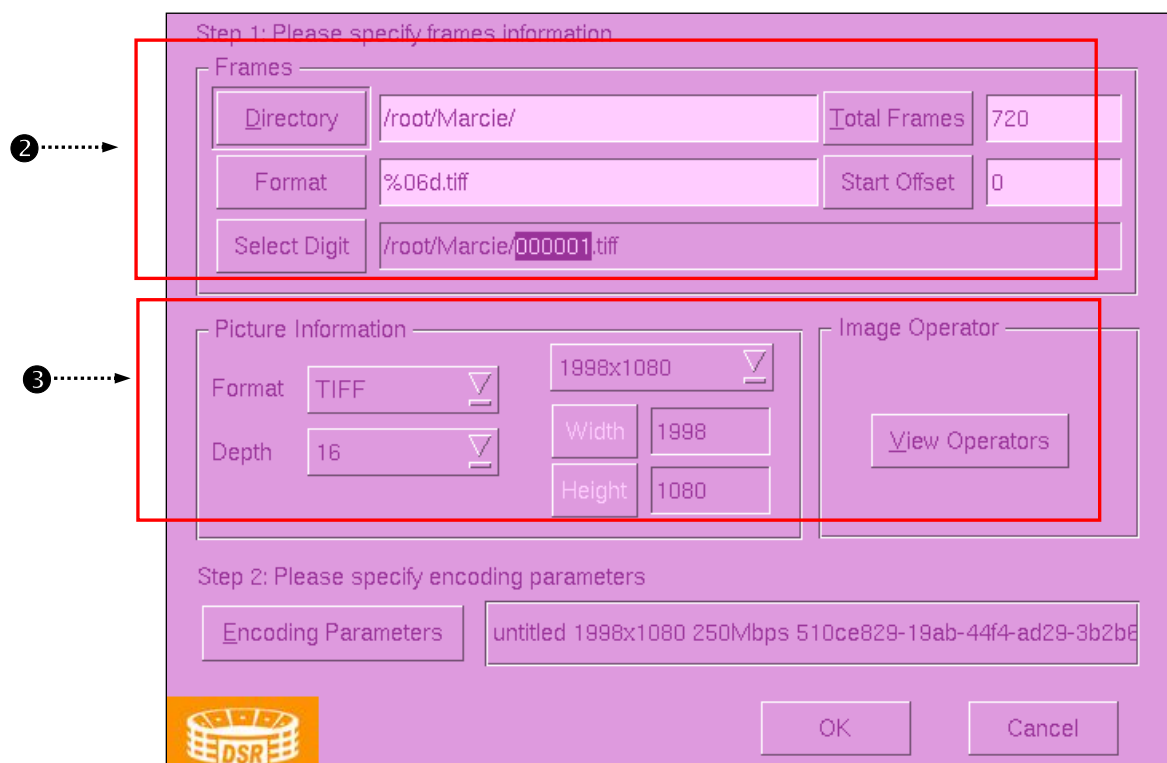 Step 1: Please specify frames information
Frames
2
Directory /root/Marcie/ Total Frames 720
Format %06d.tiff Start Offset 0
Select Digit /root/Marcie/000001.tiff
Picture Information
Image Operator
3
Format TIFF 1998x1080
Depth 16 Width 1998
Height 1080
View Operators
Step 2: Please specify encoding parameters
Encoding Parameters untitled 1998x1080 250Mbps 510ce829-19ab-44f4-ad29-3b2b6
DSR
OK Cancel